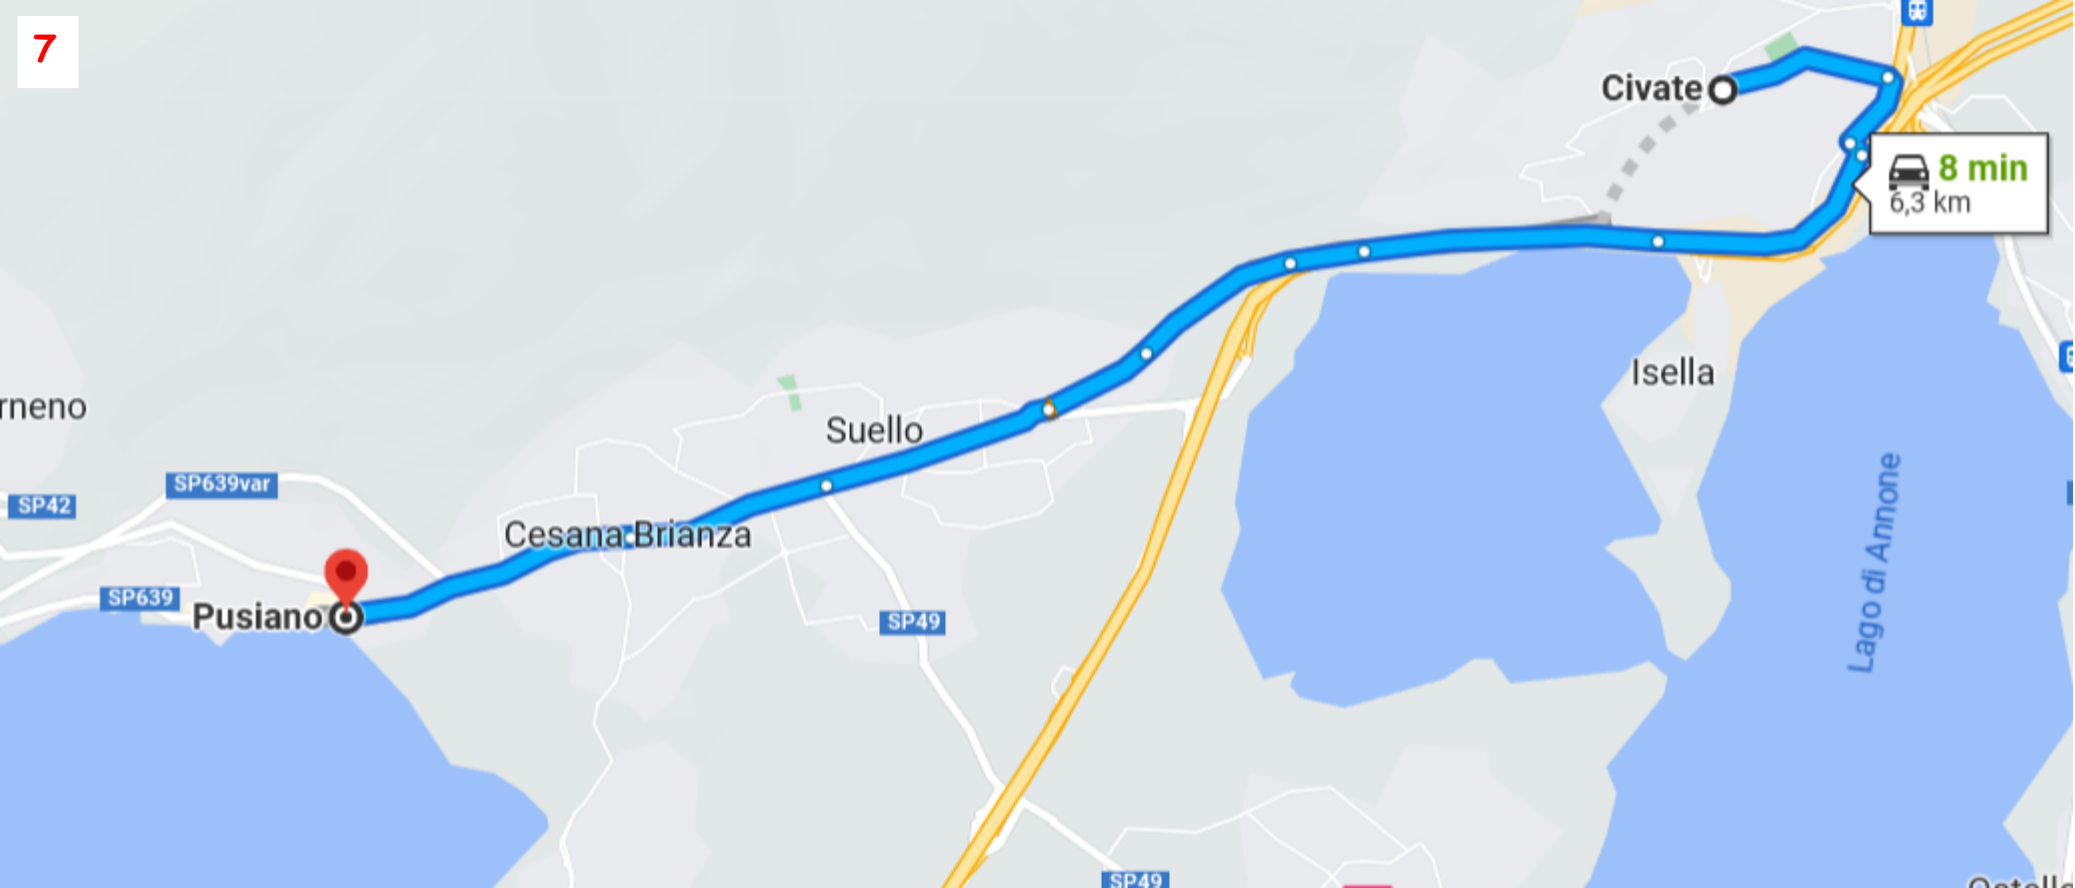 7
Civate
8 min
6,3 km
Isella
rneno
Suello
SP639var
SP42
Cesana Brianza
Lago di Annone
SP639
Pusiano
SP49
SP49